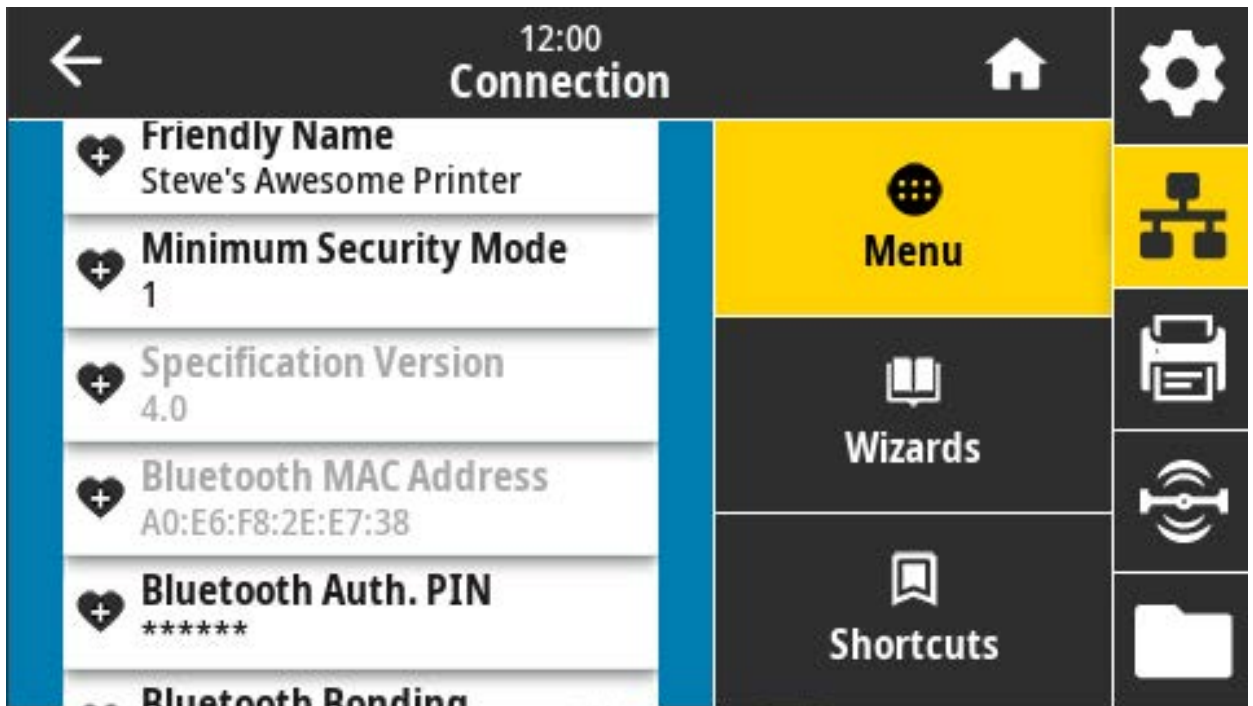 12:00
Connection
Friendly Name
Steve's Awesome Printer
Minimum Security Mode
1
Specification Version
4.0
Bluetooth MAC Address
A0:E6:F8:2E:E7:38
Bluetooth Auth. PIN
******
Bluetooth Bonding
Menu
Wizards
Shortcuts